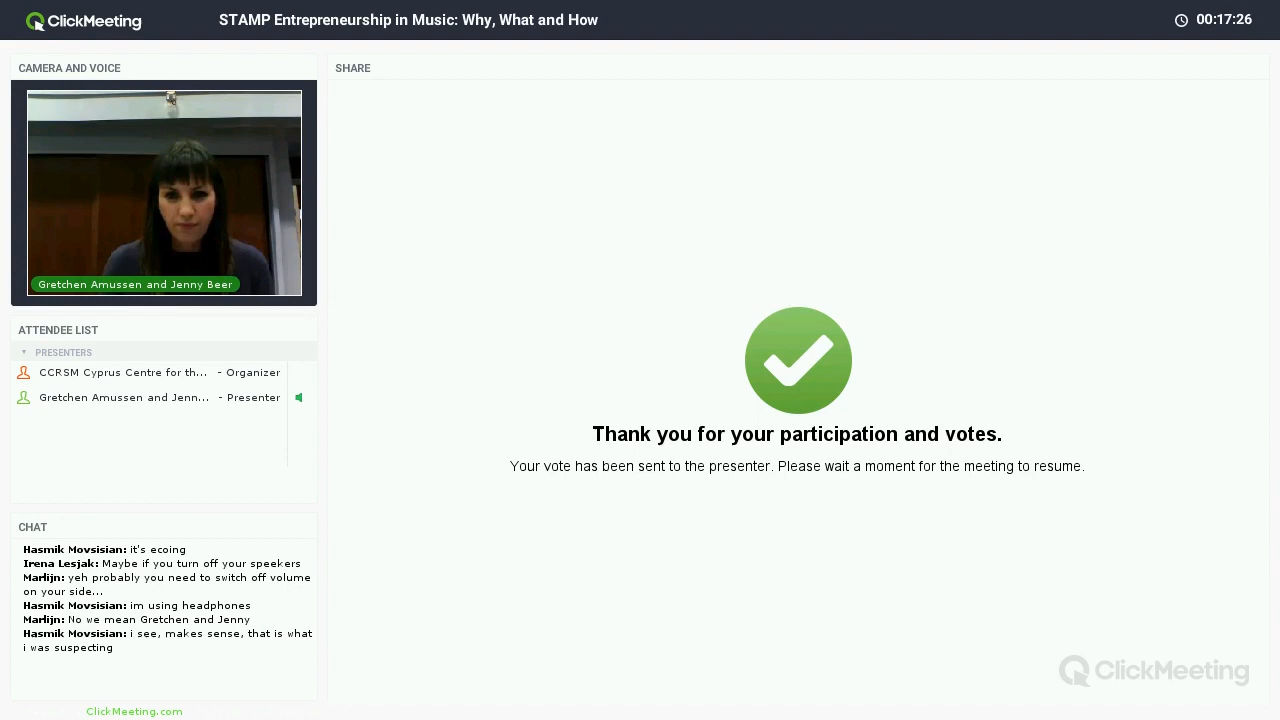 ClickMeeting
STAMP Entrepreneurship in Music: Why, What and How
00:17:26
CAMERA AND VOICE
Gretchen Amussen and Jenny Beer
ATTENDEE LIST
PRESENTERS
CCRSM Cyprus Centre for th... - Organizer
Gretchen Amussen and Jenn... - Presenter
CHAT
Hasmik Movsisian: it's ecoing
Irena Lesjak: Maybe if you turn off your speekers
Marlijn: yeh probably you need to switch off volume
on your side...
Hasmik Movsisian: im using headphones
Marlijn: No we mean Gretchen and Jenny
Hasmik Movsisian: i see, makes sense, that is what
i was suspecting
ClickMeeting.com
SHARE
Thank you for your participation and votes.
Your vote has been sent to the presenter. Please wait a moment for the meeting to resume.
ClickMeeting